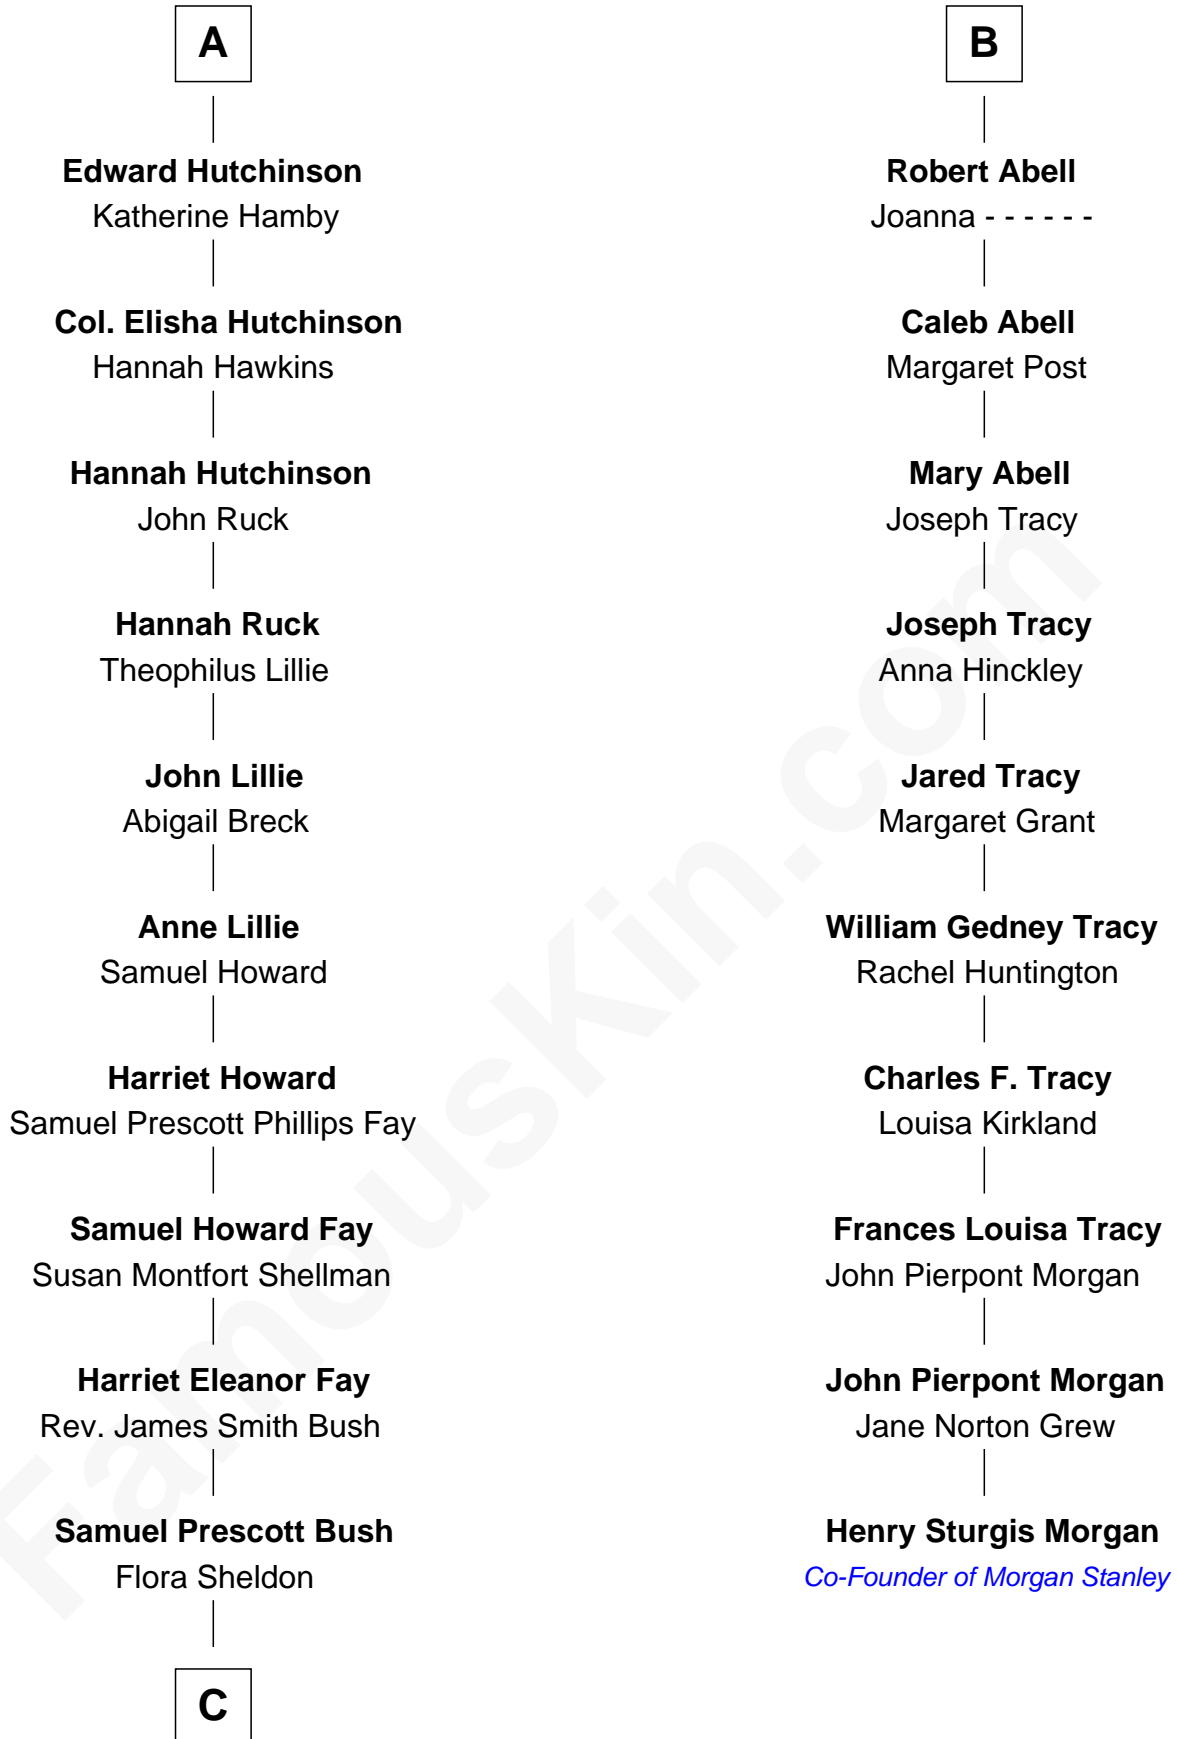 A
Edward Hutchinson
Katherine Hamby
Col. Elisha Hutchinson
Hannah Hawkins
Hannah Hutchinson
John Ruck
Hannah Ruck
Theophilus Lillie
John Lillie
Abigail Breck
Anne Lillie
Samuel Howard
Harriet Howard
Samuel Prescott Phillips Fay
Samuel Howard Fay
Susan Montfort Shellman
Harriet Eleanor Fay
Rev. James Smith Bush
Samuel Prescott Bush
Flora Sheldon
C
B
Robert Abell
Joanna - - - - - -
Caleb Abell
Margaret Post
Mary Abell
Joseph Tracy
Joseph Tracy
Anna Hinckley
Jared Tracy
Margaret Grant
William Gedney Tracy
Rachel Huntington
Charles F. Tracy
Louisa Kirkland
Frances Louisa Tracy
John Pierpont Morgan
John Pierpont Morgan
Jane Norton Grew
Henry Sturgis Morgan
Co-Founder of Morgan Stanley
FamousKin.com